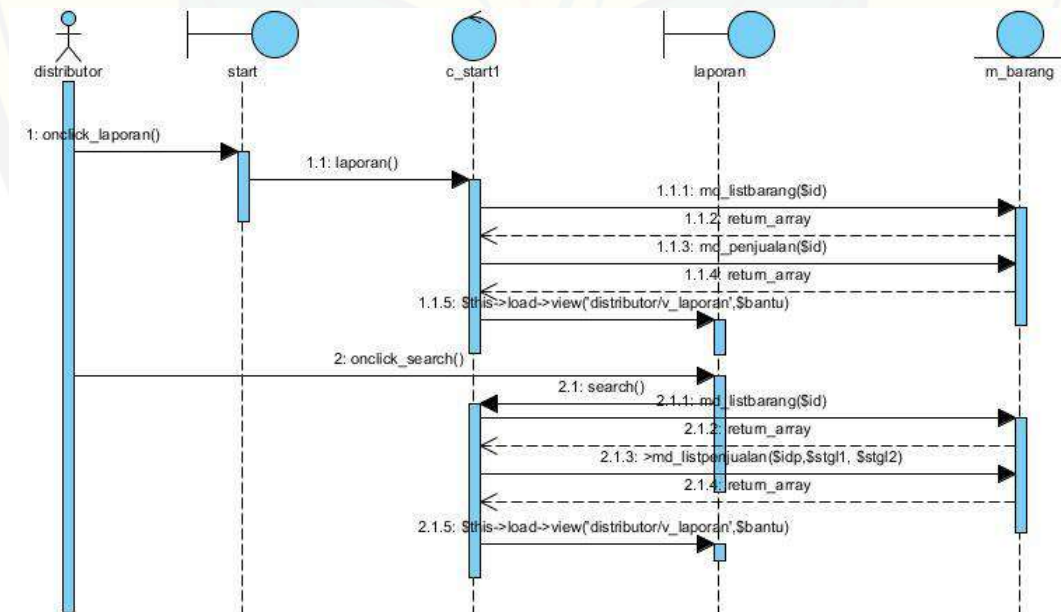 distributor
start
c_start1
laporan
m_barang
1: onclick_laporan()
1.1: laporan()
1.1.1: md_listbarang($id)
1.1.2: return_array
1.1.3: md_penjualan($id)
1.1.4: return_array
1.1.5: $this->load->view('distributor/v_laporan',$bantu)
2: onclick_search()
2.1: search()
2.1.1: md_listbarang($id)
2.1.2: return_array
2.1.3: >md_listpenjualan($idp,$stgl1, $stgl2)
2.1.4: return_array
2.1.5: $this->load->view('distributor/v_laporan',$bantu)